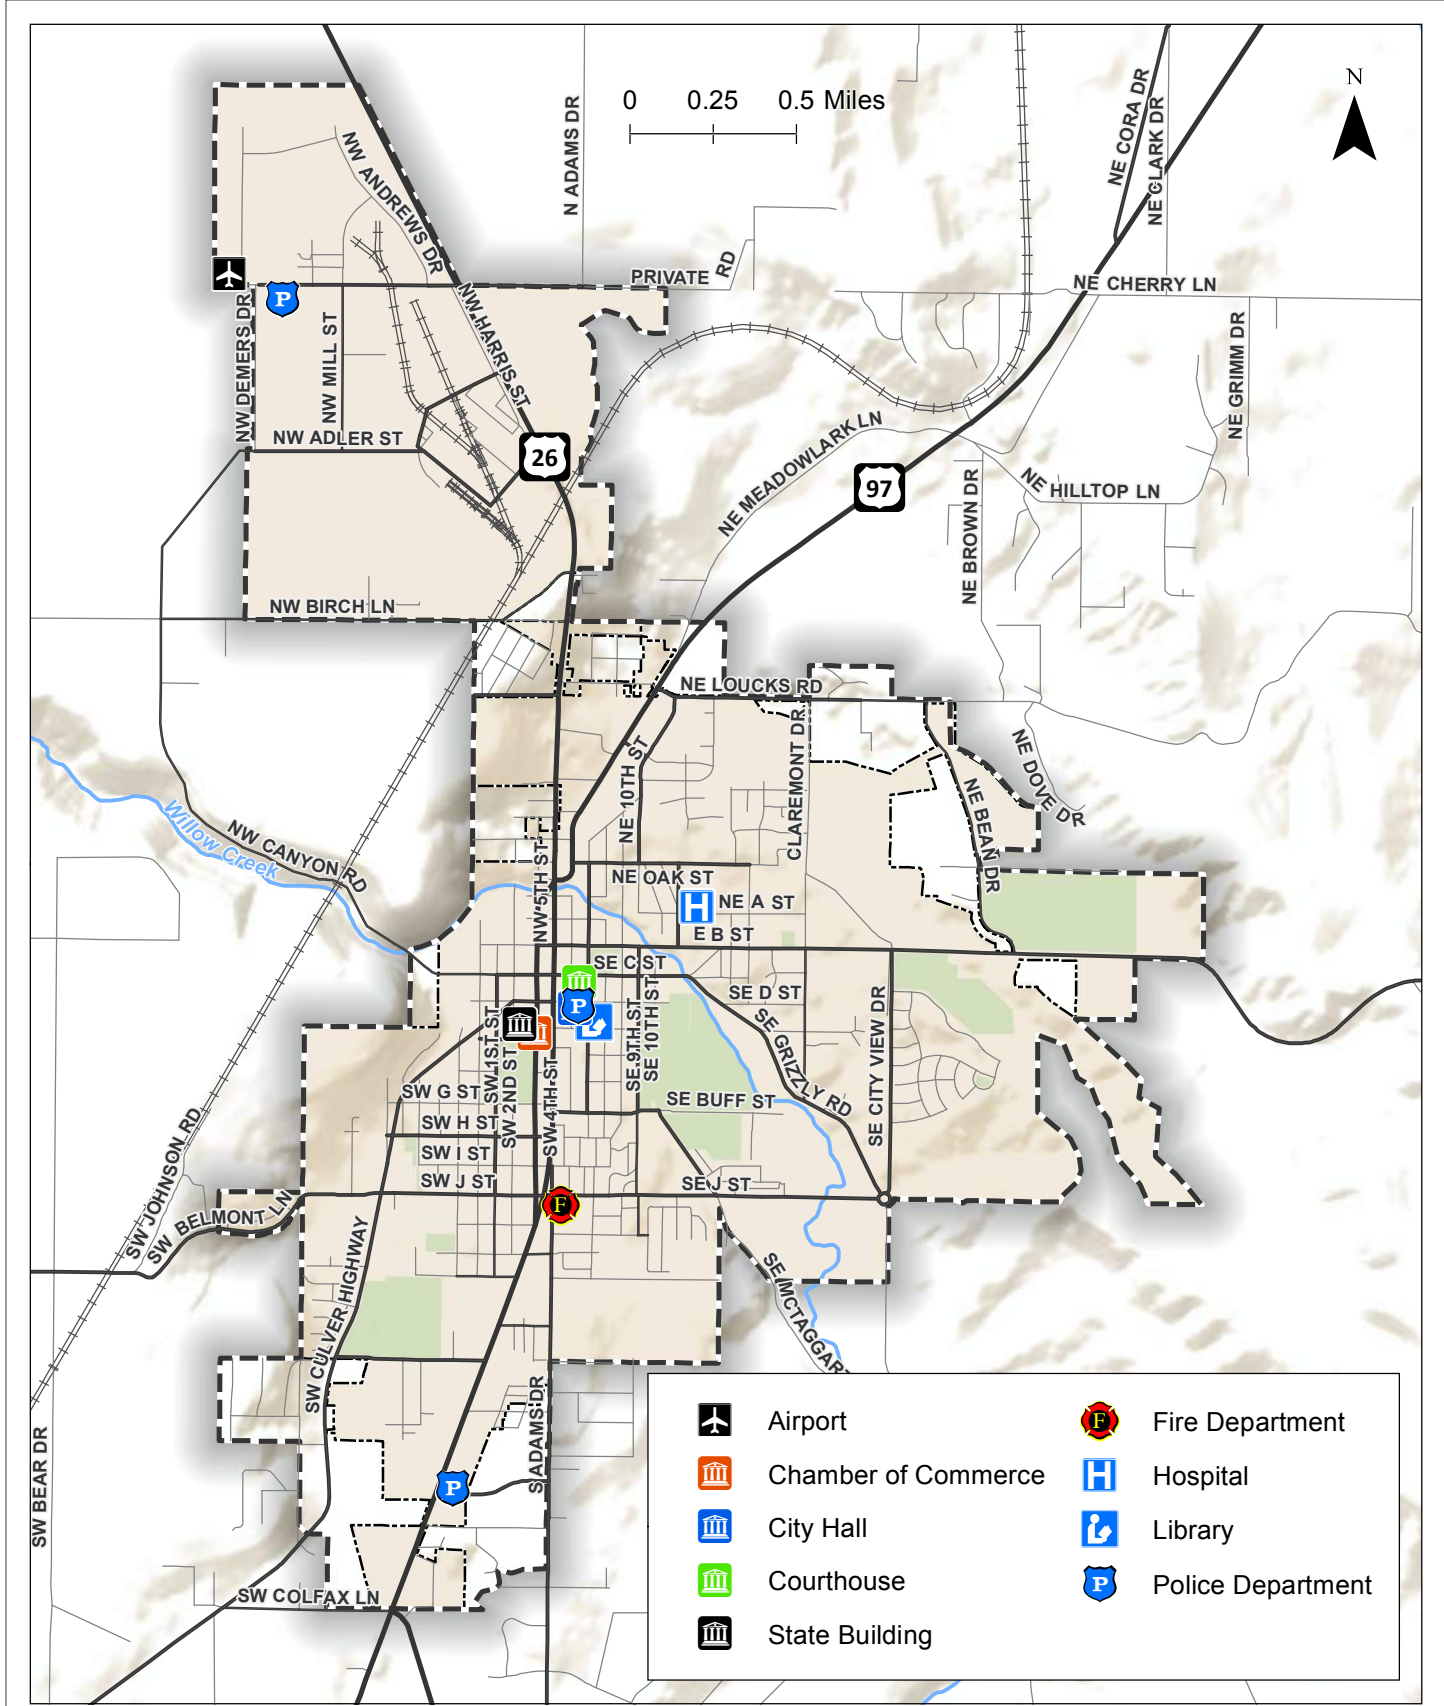 N
0 0.25 0.5 Miles
N ADAMS DR
NE CORA DR
NE CLARK DR
NW ANDREWS DR
PRIVATE RD
NE CHERRY LN
P
NW DEMERS DR
NW MILL ST
NW HARRIS ST
NE GRIMM DR
NW ADLER ST
26
NE MEADOWLARK LN
97
NE BROWN DR
NE HILLTOP LN
NW BIRCH LN
NE LOUCKS RD
NE 10TH ST
CLAREMONT DR
NE DOVE DR
NE BEAN DR
Willow Creek
NW CANYON RD
NW 5TH ST
NE OAK ST
H
NE A ST
E B ST
SE C ST
SE D ST
P
SW 1ST ST
SW 2ND ST
SW 4TH ST
SE 9TH ST
SE 10TH ST
SE GRIZZLY RD
SE CITY VIEW DR
SW G ST
SE BUFF ST
SW H ST
SW I ST
SW J ST
SE J ST
F
SW JOHNSON RD
SW BELMONT LN
SW CULVER HIGHWAY
SE MCTAGGART
S ADAMS DR
P
SW BEAR DR
SW COLFAX LN
Airport
Chamber of Commerce
City Hall
Courthouse
State Building
F Fire Department
H Hospital
Library
P Police Department